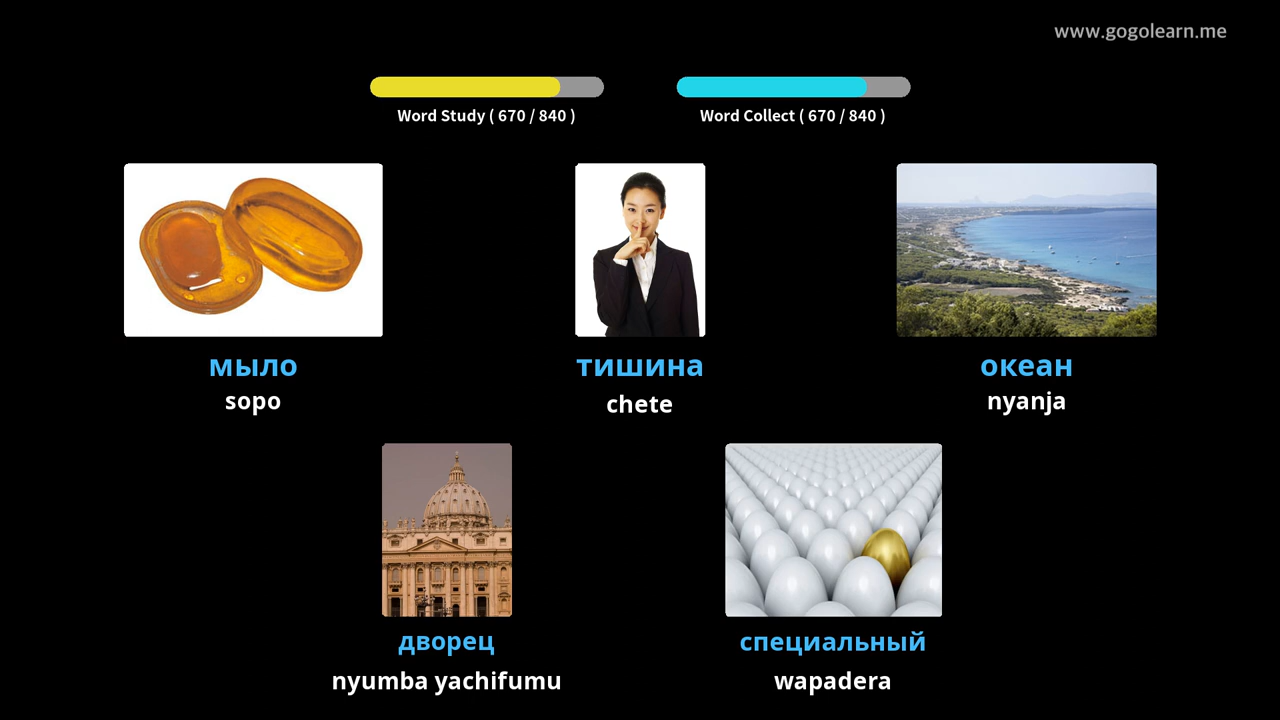 www.gogolearn.me
Word Study ( 670 / 840 )
Word Collect ( 670 / 840 )
мыло
sopo
тишина
chete
океан
nyanja
дворец
nyumba yachifumu
специальный
wapadera